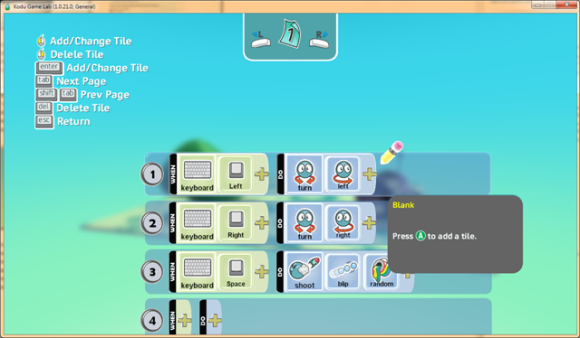 Kodu Game Lab (1.0.21.0, General)
L 1 R
Add/Change Tile
Delele Tile
enter Add/Change Tile
tab Next Page
shift tab Prev Page
del Delete Tile
esc Return
1 WHEN keyboard Left DO turn left
Blank
2 WHEN keyboard Right DO turn right
Press A to add a tile.
3 WHEN keyboard Space DO shoot blip random
4 WHEN DO